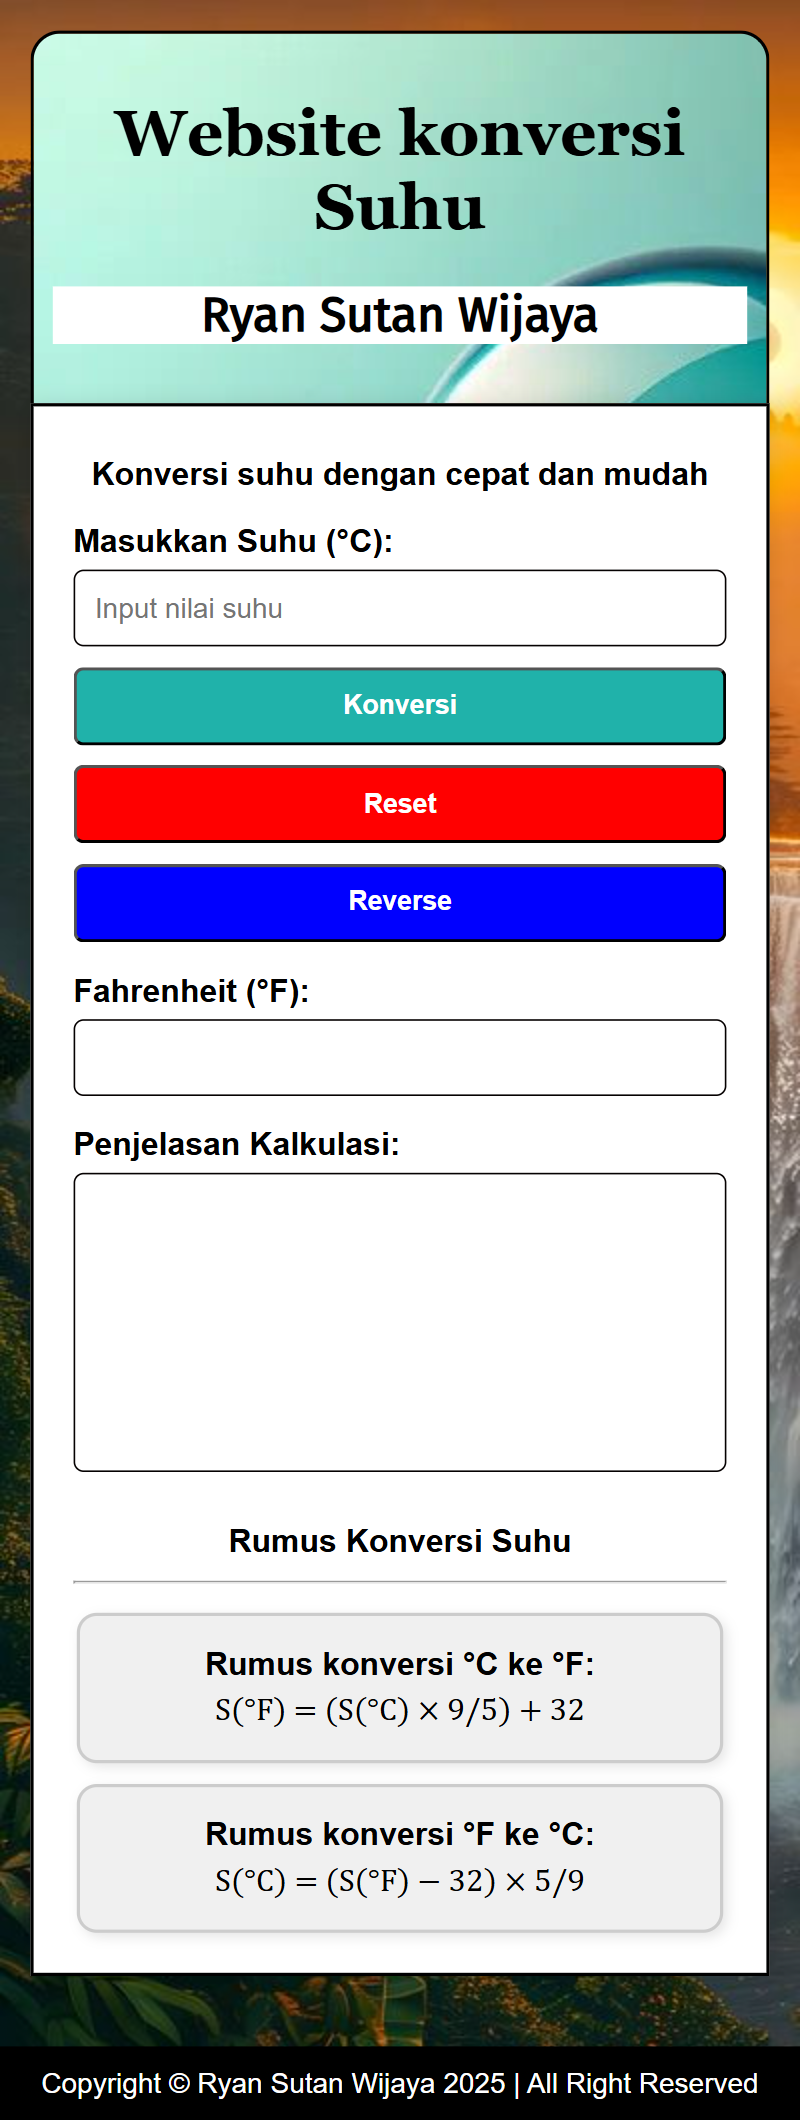 Website konversi
Suhu
Ryan Sutan Wijaya
Konversi suhu dengan cepat dan mudah
Masukkan Suhu (°C):
Input nilai suhu
Konversi
Reset
Reverse
Fahrenheit (°F):
Penjelasan Kalkulasi:
Rumus Konversi Suhu
Rumus konversi °C ke °F:
S(°F) = (S(°C) × 9/5) + 32
Rumus konversi °F ke °C:
S(°C) = (S(°F) − 32) × 5/9
Copyright © Ryan Sutan Wijaya 2025 | All Right Reserved